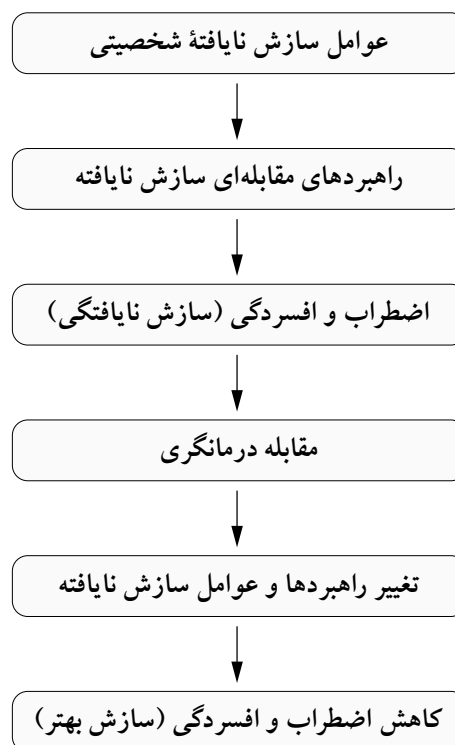 عوامل سازش نایافتهٔ شخصیتی
راهبردهای مقابله‌ای سازش نایافته
اضطراب و افسردگی (سازش نایافتگی)
مقابله درمانگری
تغییر راهبردها و عوامل سازش نایافته
کاهش اضطراب و افسردگی (سازش بهتر)